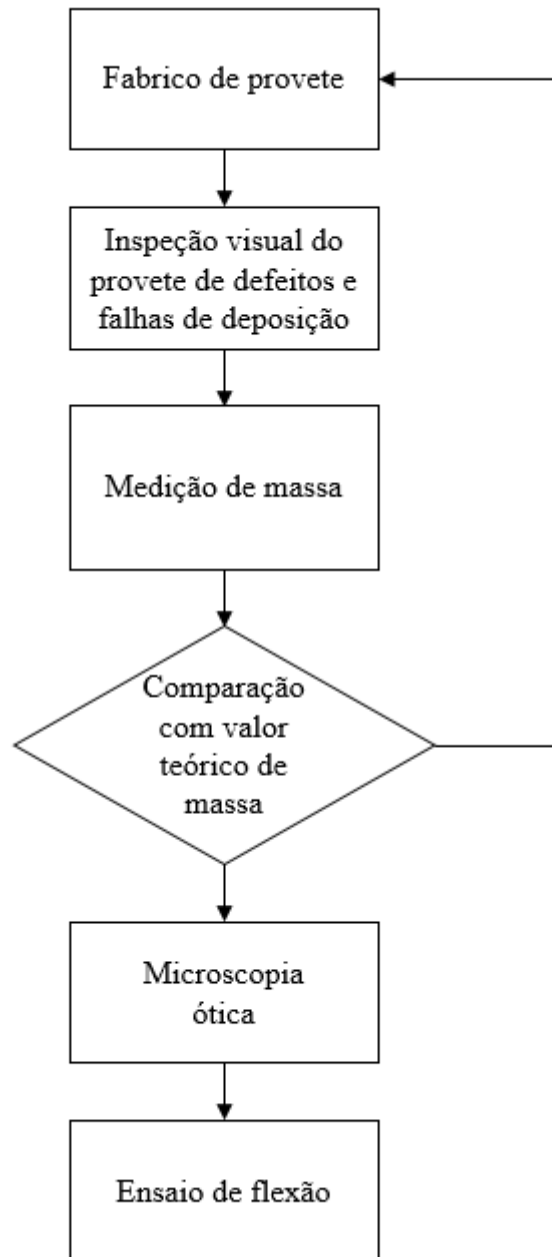 Fabrico de provete
Inspeção visual do
provete de defeitos e
falhas de deposição
Medição de massa
Comparação
com valor
teórico de
massa
Microscopia
ótica
Ensaio de flexão